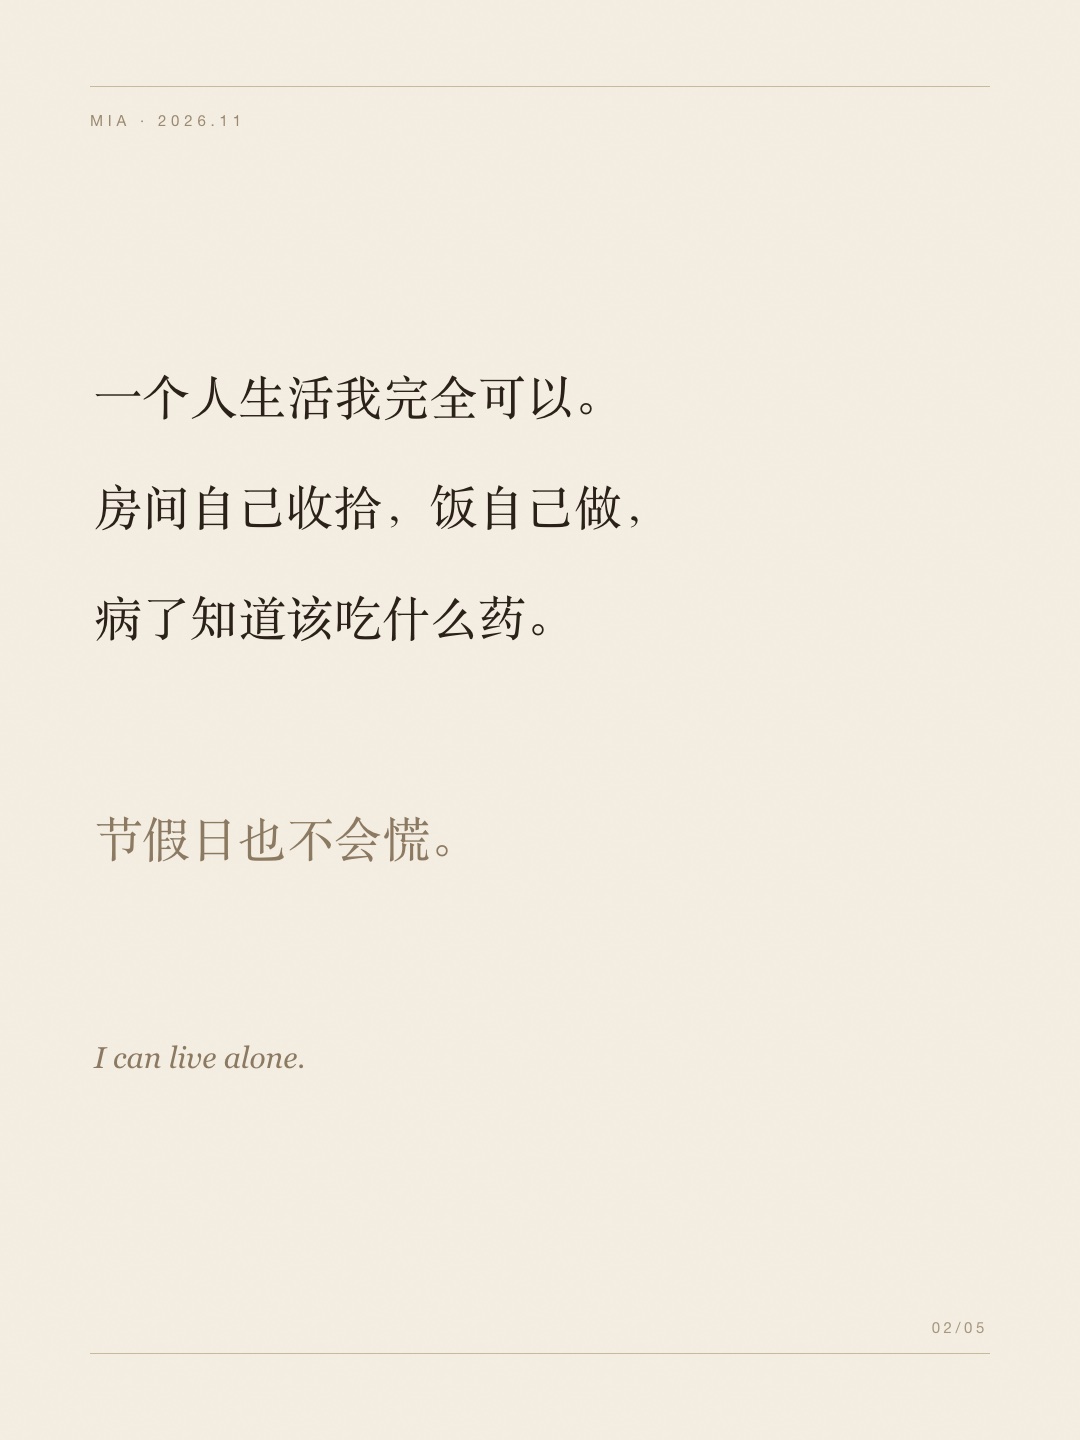 MIA · 2026.11
一个人生活我完全可以。
房间自己收拾，饭自己做，
病了知道该吃什么药。
节假日也不会慌。
I can live alone.
02/05